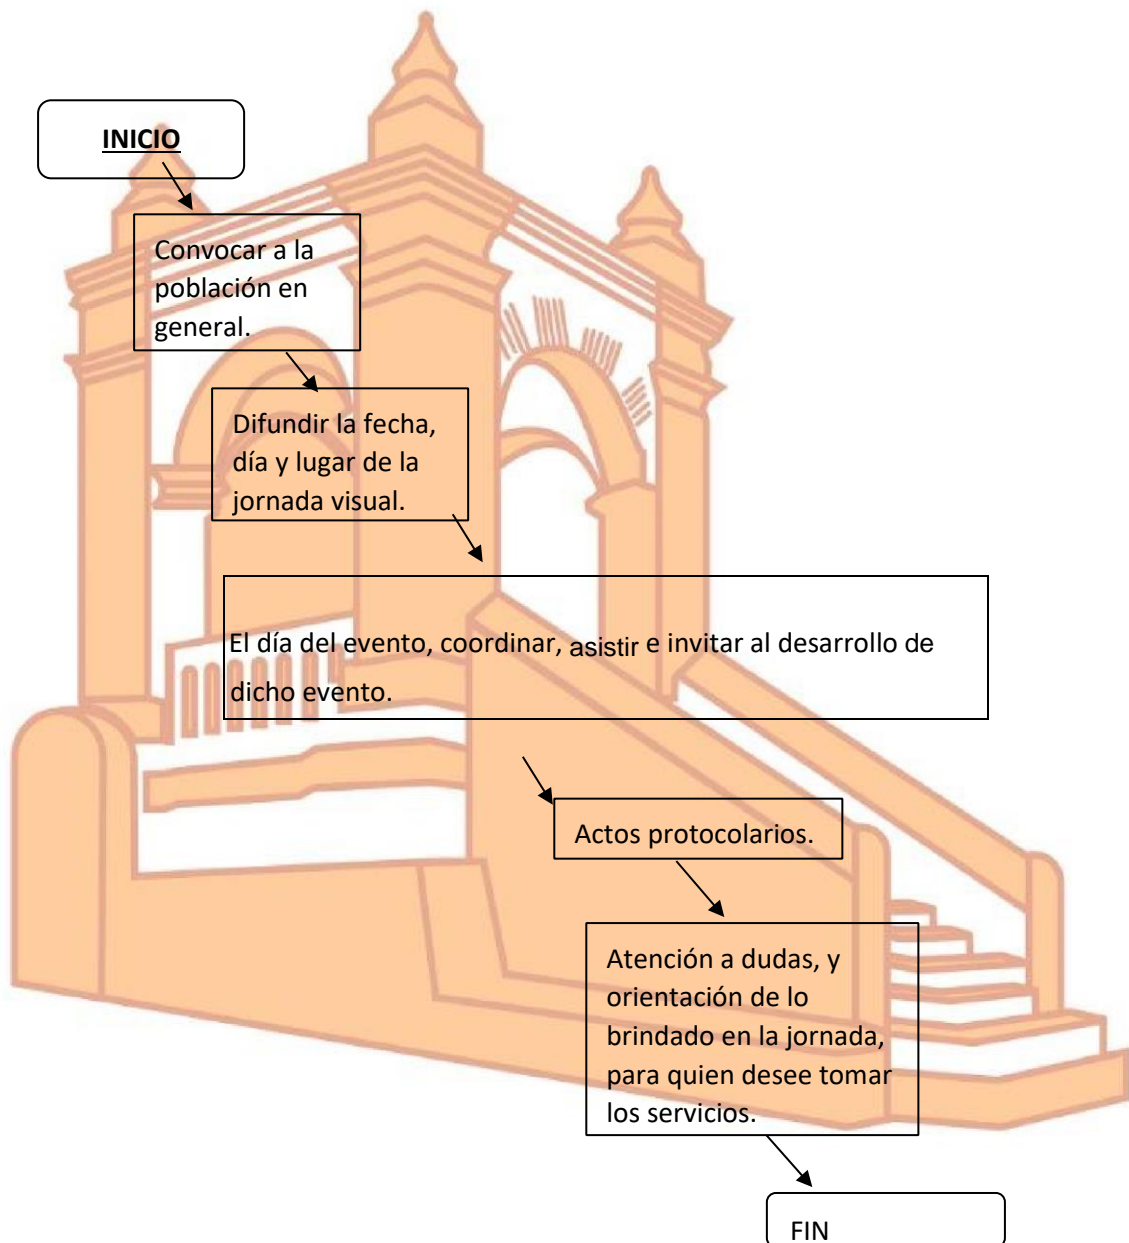 INICIO
Convocar a la
población en
general.
Difundir la fecha,
día y lugar de la
jornada visual.
El día del evento, coordinar, asistir e invitar al desarrollo de
dicho evento.
Actos protocolarios.
Atención a dudas, y
orientación de lo
brindado en la jornada,
para quien desee tomar
los servicios.
FIN